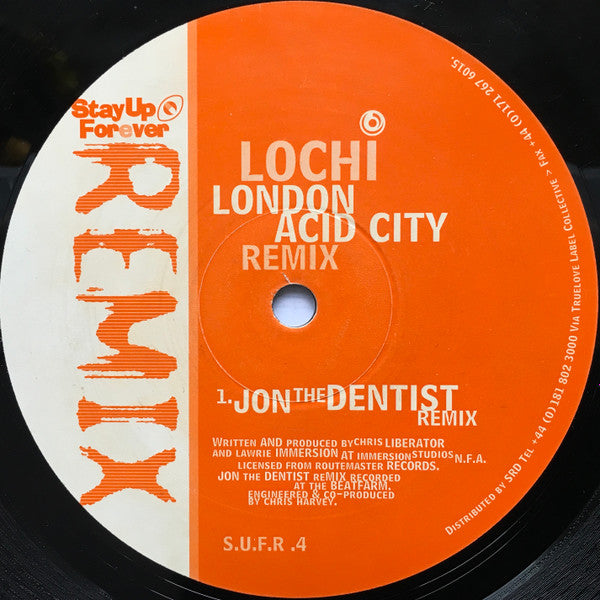 StayUp
Forever
REMIX
LOCHI
LONDON
ACID CITY
REMIX
1. JON THE DENTIST
REMIX
WRITTEN AND PRODUCED BY CHRIS LIBERATOR
AND LAWRIE IMMERSION AT IMMERSION STUDIOS N.F.A.
LICENSED FROM ROUTEMASTER RECORDS.
JON THE DENTIST REMIX RECORDED
AT THE BEATFARM.
ENGINEERED & CO-PRODUCED
BY CHRIS HARVEY.
S.U.F.R .4
DISTRIBUTED BY SRD TEL +44 (0)181 802 3000 VIA TRUELOVE LABEL COLLECTIVE > FAX +44 (0)171 267 6015.